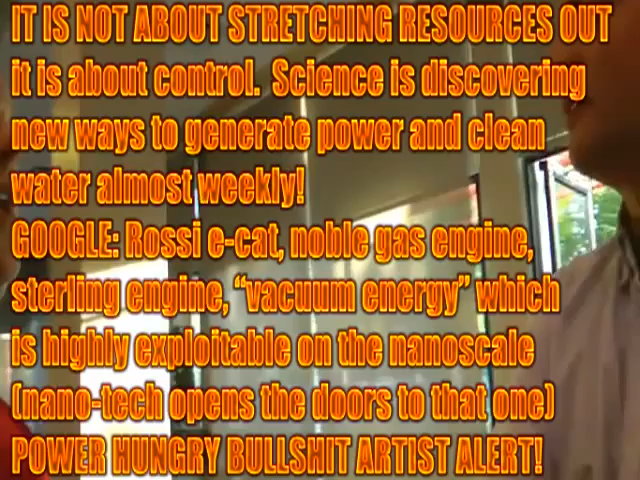 IT IS NOT ABOUT STRETCHING RESOURCES OUT
it is about control. Science is discovering
new ways to generate power and clean
water almost weekly!
GOOGLE: Rossi e-cat, noble gas engine,
sterling engine, “vacuum energy” which
is highly exploitable on the nanoscale
(nano-tech opens the doors to that one)
POWER HUNGRY BULLSHIT ARTIST ALERT!